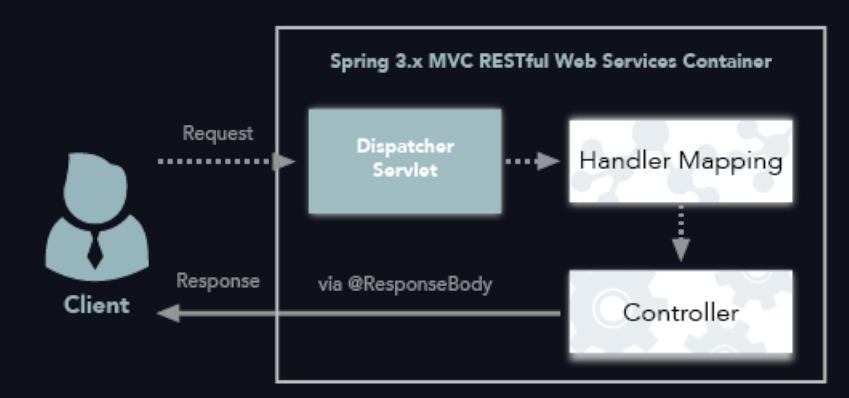 Spring 3.x MVC RESTful Web Services Container
Request
Dispatcher
Servlet
Handler Mapping
Response
via @ResponseBody
Client
Controller